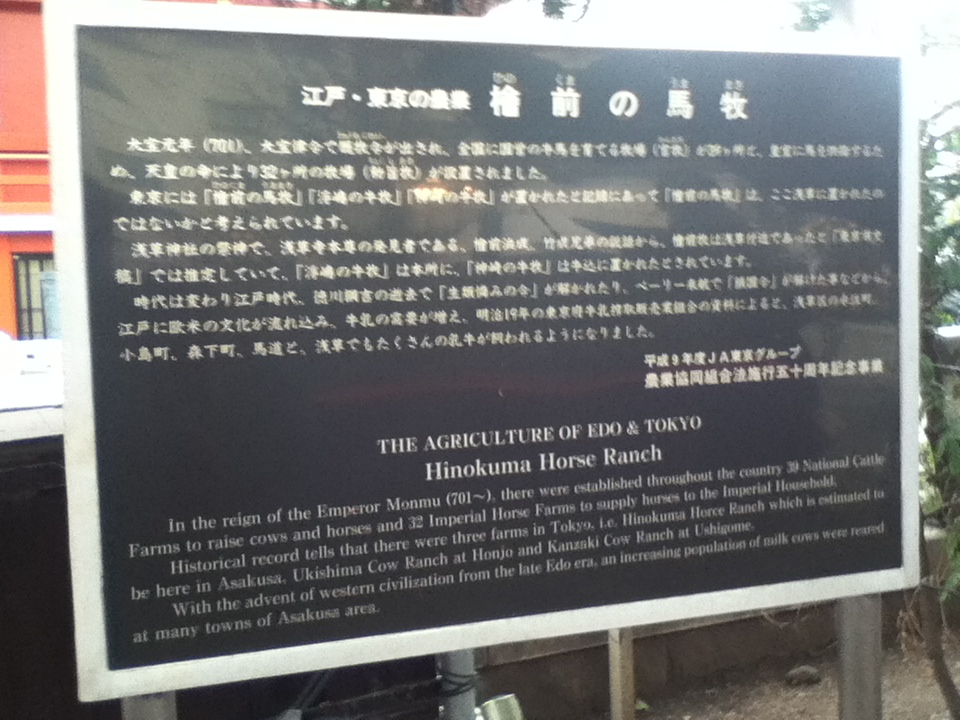 江戸・東京の農業 檜前の馬牧
大宝元年（701）、大宝律令で厩牧令が出され、全国に国営の牛馬を育てる牧場（官牧）が39ヶ所と、皇室に馬を供給するた
め、天皇の命により32ヶ所の牧場（勅旨牧）が設置されました。
東京には「檜前の馬牧」「浮嶋の牛牧」「神崎の牛牧」が置かれたと記録にあって「檜前の馬牧」は、ここ浅草に置かれたの
ではないかと考えられています。
浅草神社の祭神で、浅草寺本尊の発見者である、檜前浜成、竹成兄弟の説話から、檜前牧は浅草付近であったと「東京市史
稿」では推定していて、「浮嶋の牛牧」は本所に、「神崎の牛牧」は牛込に置かれたとされています。
時代は変わり江戸時代、徳川綱吉の逝去で「生類憐みの令」が解かれたり、ペーリー来航で「鎖国令」が解けた事などから、
江戸に欧米の文化が流れ込み、牛乳の需要が増え、明治19年の東京府牛乳搾取販売業組合の資料によると、浅草区の永住町、
小島町、森下町、馬道と、浅草でもたくさんの乳牛が飼われるようになりました。
平成9年度JA東京グループ
農業協同組合法施行五十周年記念事業
THE AGRICULTURE OF EDO & TOKYO
Hinokuma Horse Ranch
In the reign of the Emperor Monmu (701～), there were established throughout the country 39 National Cattle
Farms to raise cows and horses and 32 Imperial Horse Farms to supply horses to the Imperial Household.
Historical record tells that there were three farms in Tokyo, i.e. Hinokuma Horce Ranch which is estimated to
be here in Asakusa, Ukishima Cow Ranch at Honjo and Kanzaki Cow Ranch at Ushigome.
With the advent of western civilization from the late Edo era, an increasing population of milk cows were reared
at many towns of Asakusa area.